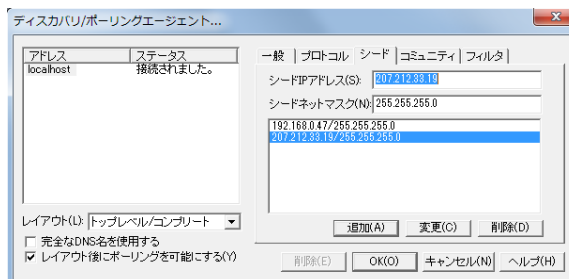 ディスカバリ/ポーリングエージェント...
アドレス ステータス
localhost 接続されました。
一般 プロトコル シード コミュニティ フィルタ
シードIPアドレス(S): 207.212.33.19
シードネットマスク(N): 255.255.255.0
192.168.0.47/255.255.255.0
207.212.33.19/255.255.255.0
レイアウト(L): トップレベル/コンプリート
追加(A) 変更(C) 削除(D)
完全なDNS名を使用する
レイアウト後にポーリングを可能にする(Y)
削除(E) OK(O) キャンセル(N) ヘルプ(H)